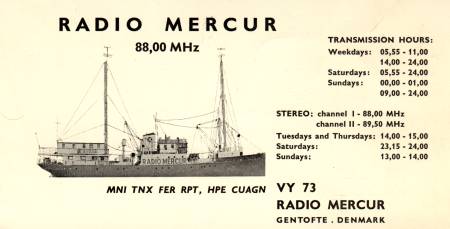 RADIO MERCUR
88,00 MHz
TRANSMISSION HOURS:
Weekdays: 05,55 - 11,00
14,00 - 24,00
Saturdays: 05,55 - 24,00
Sundays: 00,00 - 01,00
09,00 - 24,00
STEREO: channel I - 88,00 MHz
channel II - 89,50 MHz
Tuesdays and Thursdays: 14,00 - 15,00
Saturdays: 23,15 - 24,00
Sundays: 13,00 - 14,00
RADIO MERCUR
MNI TNX FER RPT, HPE CUAGN
VY 73
RADIO MERCUR
GENTOFTE . DENMARK